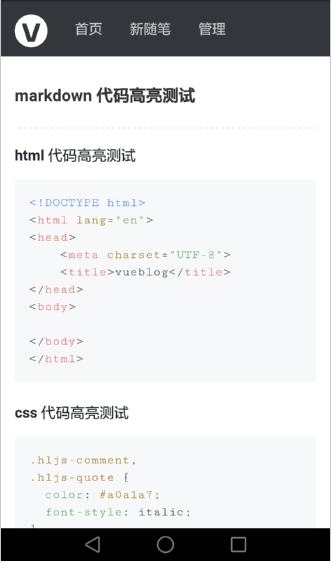 V
首页 新随笔 管理
markdown 代码高亮测试
html 代码高亮测试
<!DOCTYPE html>
<html lang="en">
<head>
    <meta charset="UTF-8">
    <title>vueblog</title>
</head>
<body>

</body>
</html>
css 代码高亮测试
.hljs-comment,
.hljs-quote {
  color: #a0a1a7;
  font-style: italic;
}